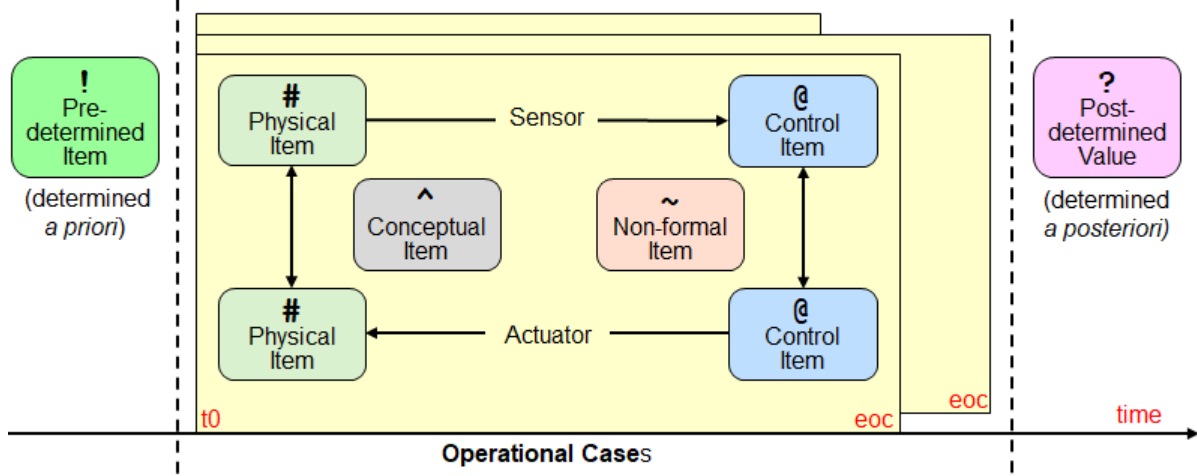 !
Pre-
determined
Item
(determined
a priori)
#
Physical
Item
Sensor
@
Control
Item
^
Conceptual
Item
~
Non-formal
Item
#
Physical
Item
Actuator
@
Control
Item
?
Post-
determined
Value
(determined
a posteriori)
t0
eoc
eoc
time
Operational Cases